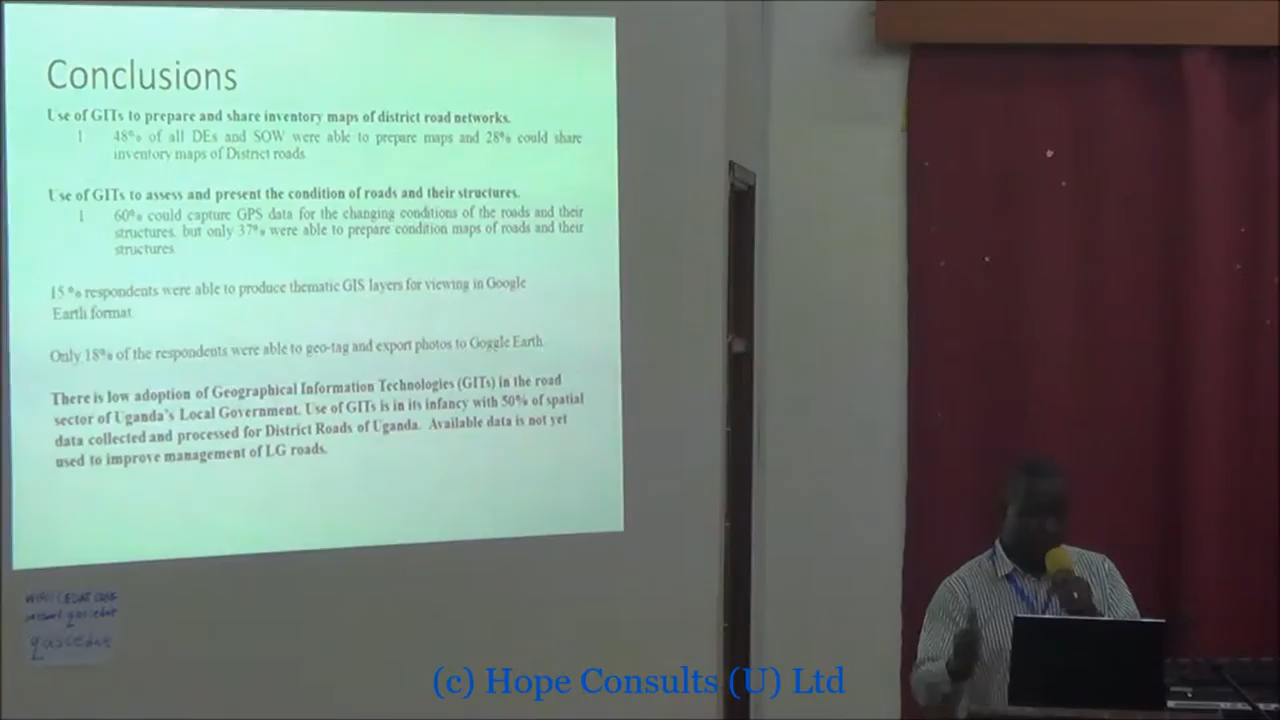 Conclusions
Use of GITs to prepare and share inventory maps of district road networks.
1 48% of all DEs and SOW were able to prepare maps and 28% could share
inventory maps of District roads
Use of GITs to assess and present the condition of roads and their structures.
1 60% could capture GPS data for the changing conditions of the roads and their
structures, but only 37% were able to prepare condition maps of roads and their
structures
15 % respondents were able to produce thematic GIS layers for viewing in Google
Earth format
Only 18% of the respondents were able to geo-tag and export photos to Goggle Earth.
There is low adoption of Geographical Information Technologies (GITs) in the road
sector of Uganda's Local Government. Use of GITs is in its infancy with 50% of spatial
data collected and processed for District Roads of Uganda. Available data is not yet
used to improve management of LG roads.
(c) Hope Consults (U) Ltd